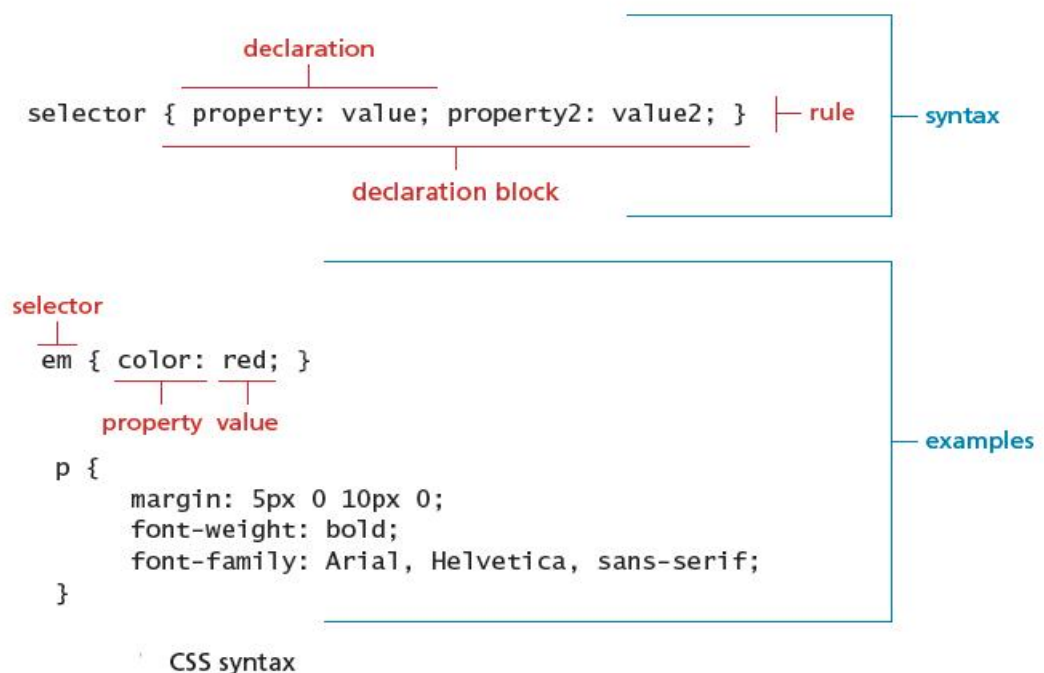 declaration
selector { property: value; property2: value2; } rule syntax
declaration block
selector
em { color: red; }
property value
examples
p {
margin: 5px 0 10px 0;
font-weight: bold;
font-family: Arial, Helvetica, sans-serif;
}
CSS syntax